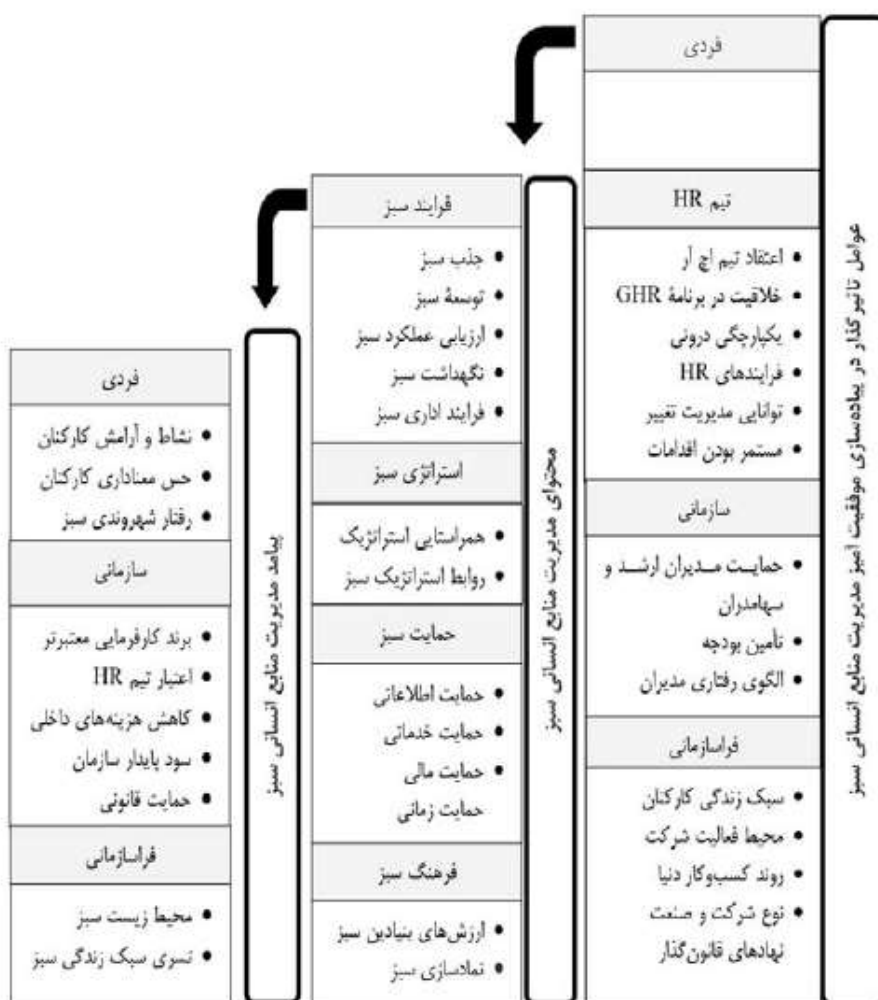 عوامل تاثیرگذار در پیاده‌سازی موفقیت آمیز مدیریت منابع انسانی سبز
فردی
تیم HR
• اعتقاد تیم اچ آر
• خلاقیت در برنامهٔ GHR
• یکپارچگی درونی
• فرایندهای HR
• توانایی مدیریت تغییر
• مستمر بودن اقدامات
سازمانی
• حمایت مدیران ارشد و
سهامدران
• تأمین بودجه
• الگوی رفتاری مدیران
فراسازمانی
• سبک زندگی کارکنان
• محیط فعالیت شرکت
• روند کسب‌وکار دنیا
• نوع شرکت و صنعت
نهادهای قانون‌گذار
محتوای مدیریت منابع انسانی سبز
فرایند سبز
• جذب سبز
• توسعهٔ سبز
• ارزیابی عملکرد سبز
• نگهداشت سبز
• فرایند اداری سبز
استراتژی سبز
• همراستایی استراتژیک
• روابط استراتژیک سبز
حمایت سبز
• حمایت اطلاعاتی
• حمایت خدماتی
• حمایت مالی
حمایت زمانی
فرهنگ سبز
• ارزش‌های بنیادین سبز
• نمادسازی سبز
پیامد مدیریت منابع انسانی سبز
فردی
• نشاط و آرامش کارکنان
• حس معناداری کارکنان
• رفتار شهروندی سبز
سازمانی
• برند کارفرمایی معتبرتر
• اعتبار تیم HR
• کاهش هزینه‌های داخلی
• سود پایدار سازمان
• حمایت قانونی
فراسازمانی
• محیط زیست سبز
• تسری سبک زندگی سبز